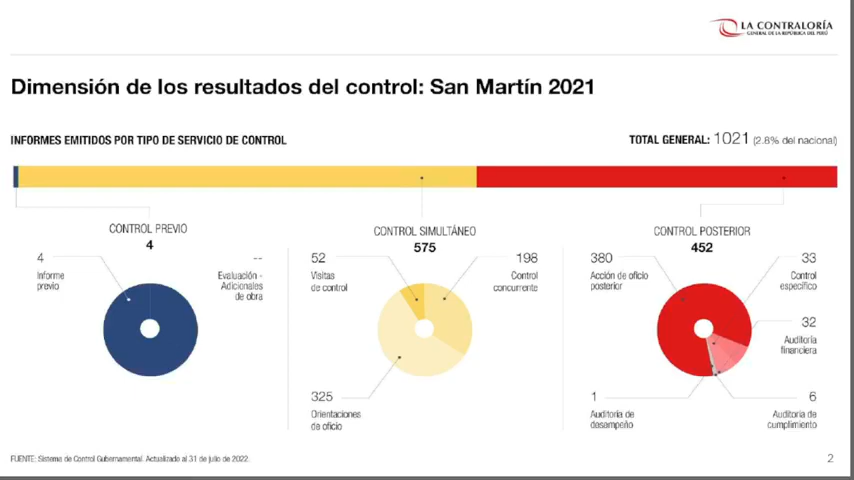 LA CONTRALORÍA
GENERAL DE LA REPÚBLICA DEL PERÚ
Dimensión de los resultados del control: San Martín 2021
INFORMES EMITIDOS POR TIPO DE SERVICIO DE CONTROL
TOTAL GENERAL: 1021 (2.8% del nacional)
CONTROL PREVIO
4
4
Informe
previo
--
Evaluación -
Adicionales
de obra
CONTROL SIMULTÁNEO
575
52
Visitas
de control
198
Control
concurrente
325
Orientaciones
de oficio
CONTROL POSTERIOR
452
380
Acción de oficio
posterior
33
Control
específico
32
Auditoría
financiera
1
Auditoría de
desempeño
6
Auditoría de
cumplimiento
FUENTE: Sistema de Control Gubernamental. Actualizado al 31 de julio de 2022.
2